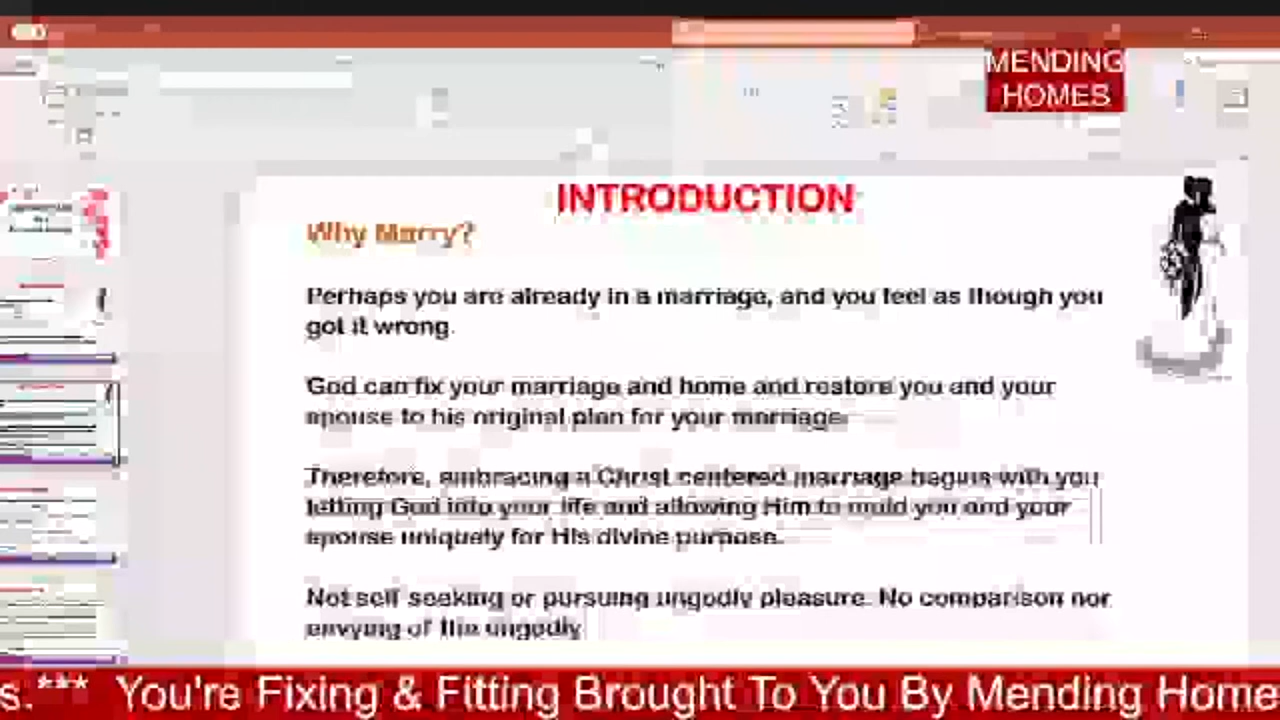 MENDING
HOMES
INTRODUCTION
Why Marry?
Perhaps you are already in a marriage, and you feel as though you
got it wrong.
God can fix your marriage and home and restore you and your
spouse to his original plan for your marriage.
Therefore, embracing a Christ centered marriage begins with you
letting God into your life and allowing Him to mold you and your
spouse uniquely for His divine purpose.
Not self seeking or pursuing ungodly pleasure. No comparison nor
envying of the ungodly
s.*** You're Fixing & Fitting Brought To You By Mending Home